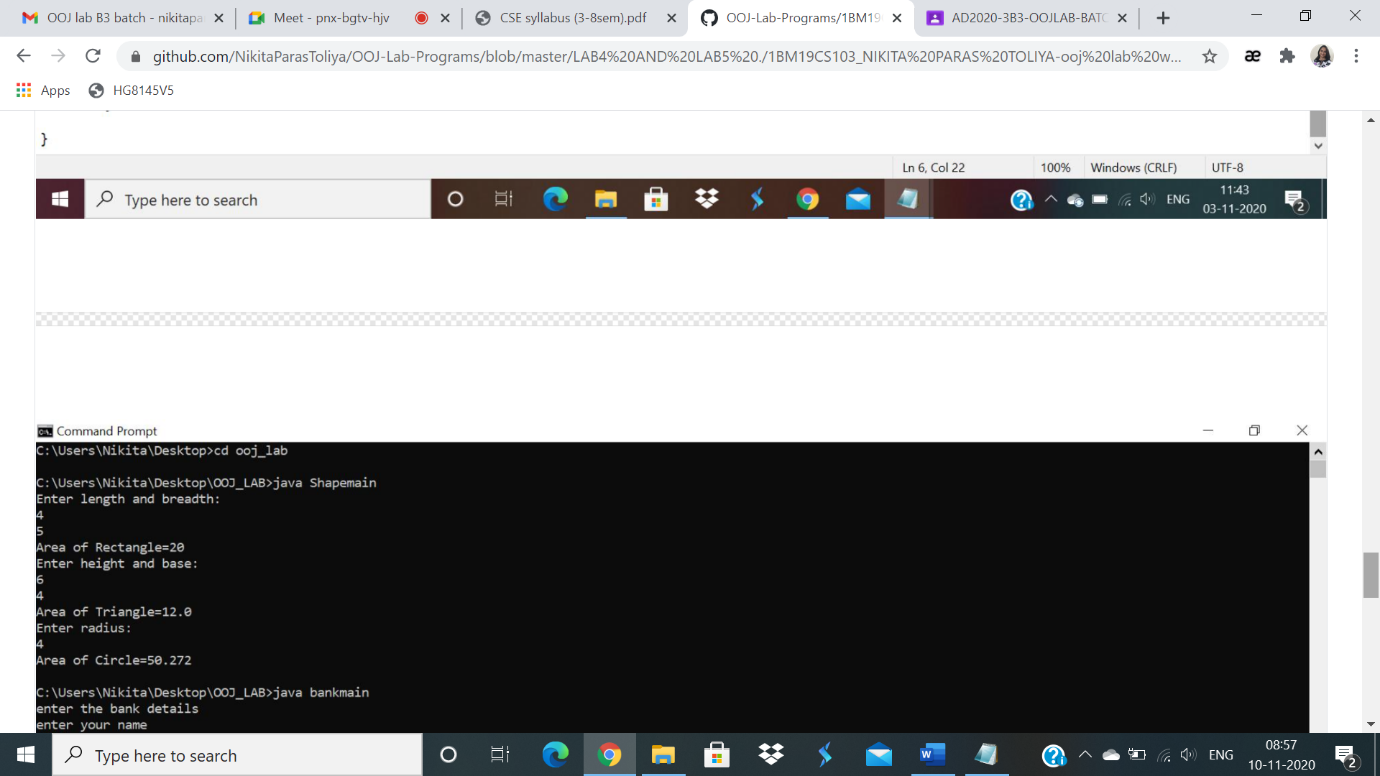 OOJ lab B3 batch - nikitapa
Meet - pnx-bgtv-hjv
CSE syllabus (3-8sem).pdf
OOJ-Lab-Programs/1BM19
AD2020-3B3-OOJLAB-BATC
github.com/NikitaParasToliya/OOJ-Lab-Programs/blob/master/LAB4%20AND%20LAB5%20./1BM19CS103_NIKITA%20PARAS%20TOLIYA-ooj%20lab%20w...
Apps
HG8145V5
}
Ln 6, Col 22
100%
Windows (CRLF)
UTF-8
Type here to search
ENG
11:43
03-11-2020
2
Command Prompt
C:\Users\Nikita\Desktop>cd ooj_lab
C:\Users\Nikita\Desktop\OOJ_LAB>java Shapemain
Enter length and breadth:
4
5
Area of Rectangle=20
Enter height and base:
6
4
Area of Triangle=12.0
Enter radius:
4
Area of Circle=50.272
C:\Users\Nikita\Desktop\OOJ_LAB>java bankmain
enter the bank details
enter your name
Type here to search
ENG
08:57
10-11-2020
2